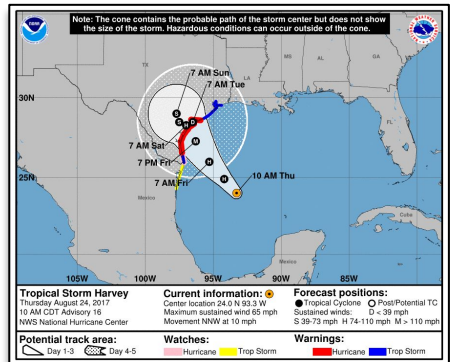 Note: The cone contains the probable path of the storm center but does not show
the size of the storm. Hazardous conditions can occur outside of the cone.
NOAA
TX
MS
AL
GA
LA
FL
7 AM Sun
7 AM Tue
30N
S
S
H
D
7 AM Sat
M
7 PM Fri
H
10 AM Thu
7 AM Fri
H
25N
Mexico
Cuba
Mexico
105W
100W
95W
90W
85W
Tropical Storm Harvey
Thursday August 24, 2017
10 AM CDT Advisory 16
NWS National Hurricane Center
Current information:
Center location 24.0 N 93.3 W
Maximum sustained wind 65 mph
Movement NNW at 10 mph
Forecast positions:
Tropical Cyclone Post/Potential TC
Sustained winds: D < 39 mph
S 39-73 mph H 74-110 mph M > 110 mph
Potential track area:
Day 1-3 Day 4-5
Watches:
Hurricane Trop Storm
Warnings:
Hurricane Trop Storm